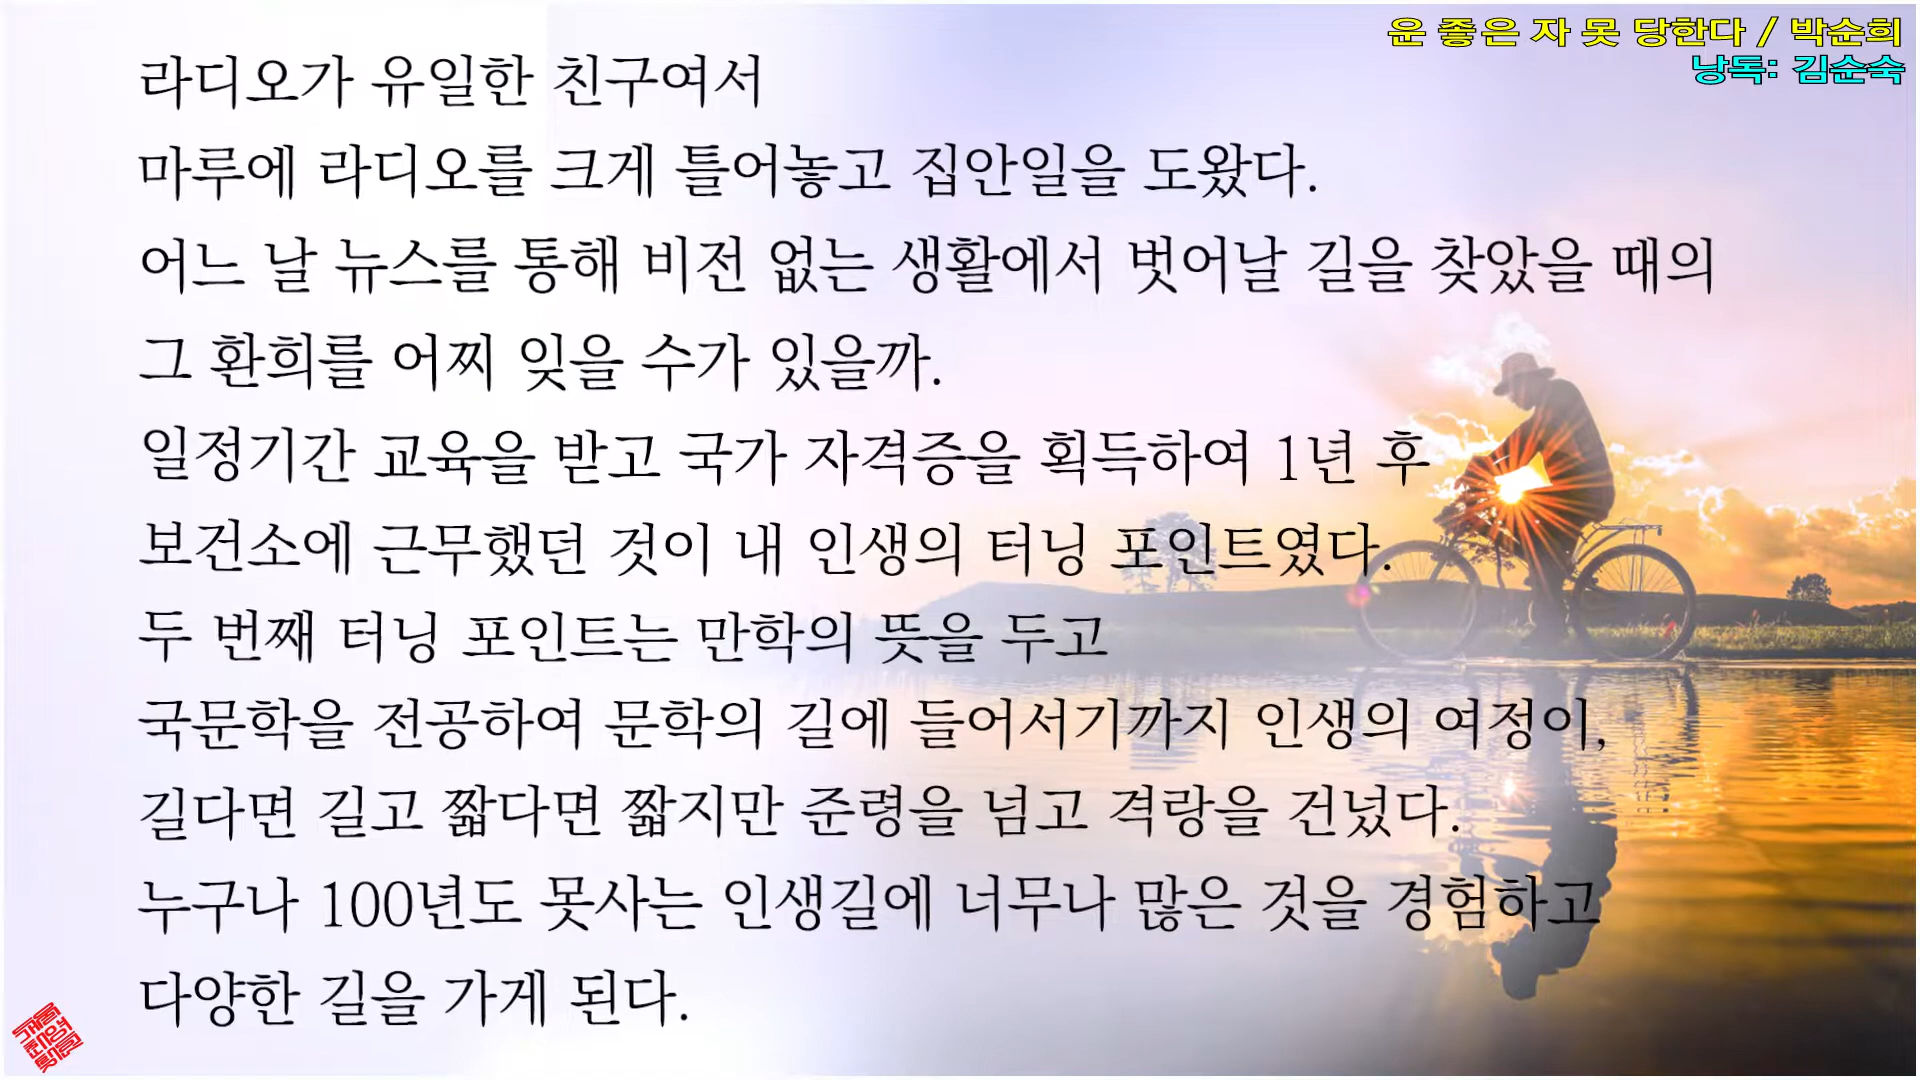 운 좋은 자 못 당한다 / 박순희
낭독: 김순숙
라디오가 유일한 친구여서
마루에 라디오를 크게 틀어놓고 집안일을 도왔다.
어느 날 뉴스를 통해 비전 없는 생활에서 벗어날 길을 찾았을 때의
그 환희를 어찌 잊을 수가 있을까.
일정기간 교육을 받고 국가 자격증을 획득하여 1년 후
보건소에 근무했던 것이 내 인생의 터닝 포인트였다.
두 번째 터닝 포인트는 만학의 뜻을 두고
국문학을 전공하여 문학의 길에 들어서기까지 인생의 여정이,
길다면 길고 짧다면 짧지만 준령을 넘고 격랑을 건넜다.
누구나 100년도 못사는 인생길에 너무나 많은 것을 경험하고
다양한 길을 가게 된다.